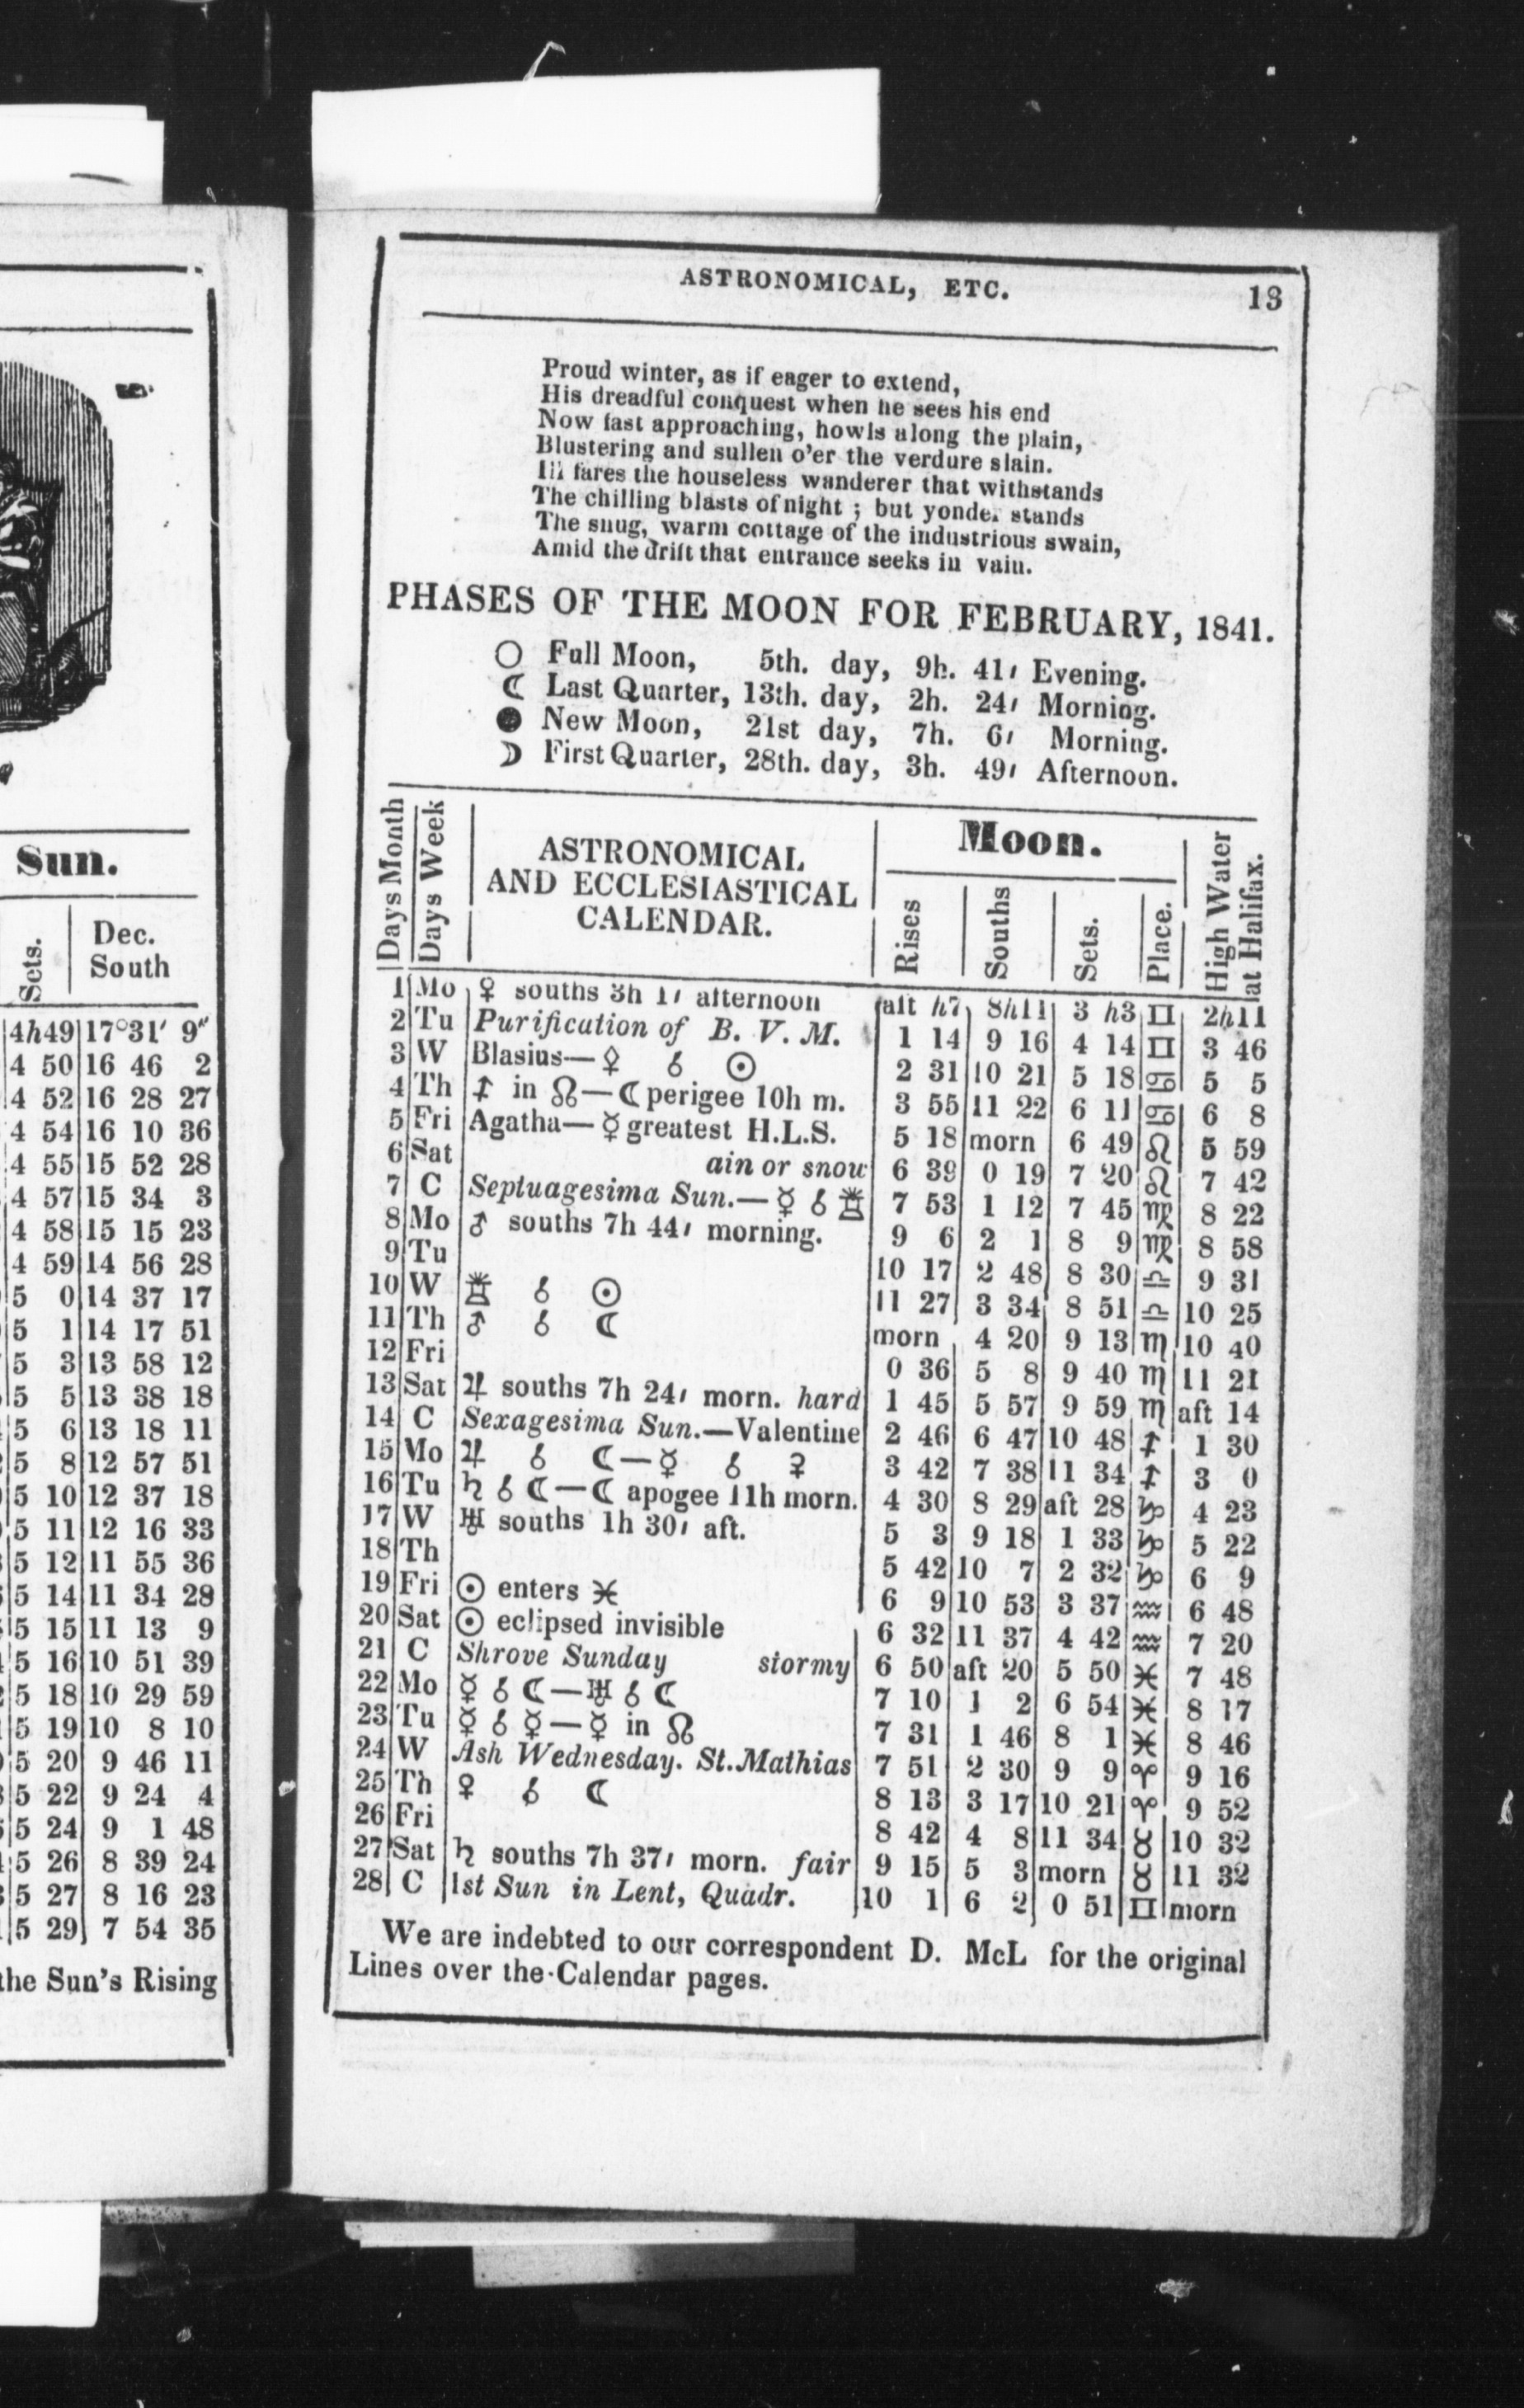 Sun.
Sets.
Dec.
South
4h49 17°31′ 9″
4 50 16 46 2
4 52 16 28 27
4 54 16 10 36
4 55 15 52 28
4 57 15 34 3
4 58 15 15 23
4 59 14 56 28
5 0 14 37 17
5 1 14 17 51
5 3 13 58 12
5 5 13 38 18
5 6 13 18 11
5 8 12 57 51
5 10 12 37 18
5 11 12 16 33
5 12 11 55 36
5 14 11 34 28
5 15 11 13 9
5 16 10 51 39
5 18 10 29 59
5 19 10 8 10
5 20 9 46 11
5 22 9 24 4
5 24 9 1 48
5 26 8 39 24
5 27 8 16 23
5 29 7 54 35
the Sun's Rising
ASTRONOMICAL, ETC. 13
Proud winter, as if eager to extend,
His dreadful conquest when he sees his end
Now fast approaching, howls along the plain,
Blustering and sullen o'er the verdure slain.
Ill fares the houseless wanderer that withstands
The chilling blasts of night ; but yonder stands
The snug, warm cottage of the industrious swain,
Amid the drift that entrance seeks in vain.
PHASES OF THE MOON FOR FEBRUARY, 1841.
○ Full Moon, 5th. day, 9h. 41′ Evening.
☾ Last Quarter, 13th. day, 2h. 24′ Morning.
● New Moon, 21st day, 7h. 6′ Morning.
☽ First Quarter, 28th. day, 3h. 49′ Afternoon.
Days Month
Days Week
ASTRONOMICAL
AND ECCLESIASTICAL
CALENDAR.
Moon.
Rises
Souths
Sets.
Place.
High Water
at Halifax.
1 Mo ♀ souths 3h 1′ afternoon aft h7 8h11 3 h3 ♊ 2h11
2 Tu Purification of B. V. M. 1 14 9 16 4 14 ♊ 3 46
3 W Blasius— ⚴ ☌ ☉ 2 31 10 21 5 18 ♋ 5 5
4 Th ♐ in ☊—☾ perigee 10h m. 3 55 11 22 6 11 ♋ 6 8
5 Fri Agatha—☿ greatest H.L.S. 5 18 morn 6 49 ♌ 5 59
6 Sat ain or snow 6 39 0 19 7 20 ♌ 7 42
7 C Septuagesima Sun.—☿ ☌ ⚶ 7 53 1 12 7 45 ♍ 8 22
8 Mo ♂ souths 7h 44′ morning. 9 6 2 1 8 9 ♍ 8 58
9 Tu 10 17 2 48 8 30 ♎ 9 31
10 W ⚶ ☌ ☉ 11 27 3 34 8 51 ♎ 10 25
11 Th ♂ ☌ ☾ morn 4 20 9 13 ♏ 10 40
12 Fri 0 36 5 8 9 40 ♏ 11 21
13 Sat ♃ souths 7h 24′ morn. hard 1 45 5 57 9 59 ♏ aft 14
14 C Sexagesima Sun.—Valentine 2 46 6 47 10 48 ♐ 1 30
15 Mo ♃ ☌ ☾—☿ ☌ ⚳ 3 42 7 38 11 34 ♐ 3 0
16 Tu ♄ ☌ ☾—☾ apogee 11h morn. 4 30 8 29 aft 28 ♑ 4 23
17 W ♅ souths 1h 30′ aft. 5 3 9 18 1 33 ♑ 5 22
18 Th 5 42 10 7 2 32 ♑ 6 9
19 Fri ☉ enters ♓ 6 9 10 53 3 37 ♒ 6 48
20 Sat ☉ eclipsed invisible 6 32 11 37 4 42 ♒ 7 20
21 C Shrove Sunday stormy 6 50 aft 20 5 50 ♓ 7 48
22 Mo ☿ ☌ ☾—♅ ☌ ☾ 7 10 1 2 6 54 ♓ 8 17
23 Tu ☿ ☌ ☿—☿ in ☊ 7 31 1 46 8 1 ♓ 8 46
24 W Ash Wednesday. St. Mathias 7 51 2 30 9 9 ♈ 9 16
25 Th ♀ ☌ ☾ 8 13 3 17 10 21 ♈ 9 52
26 Fri 8 42 4 8 11 34 ♉ 10 32
27 Sat ♄ souths 7h 37′ morn. fair 9 15 5 3 morn ♉ 11 32
28 C 1st Sun in Lent, Quadr. 10 1 6 2 0 51 ♊ morn
We are indebted to our correspondent D. McL for the original
Lines over the Calendar pages.